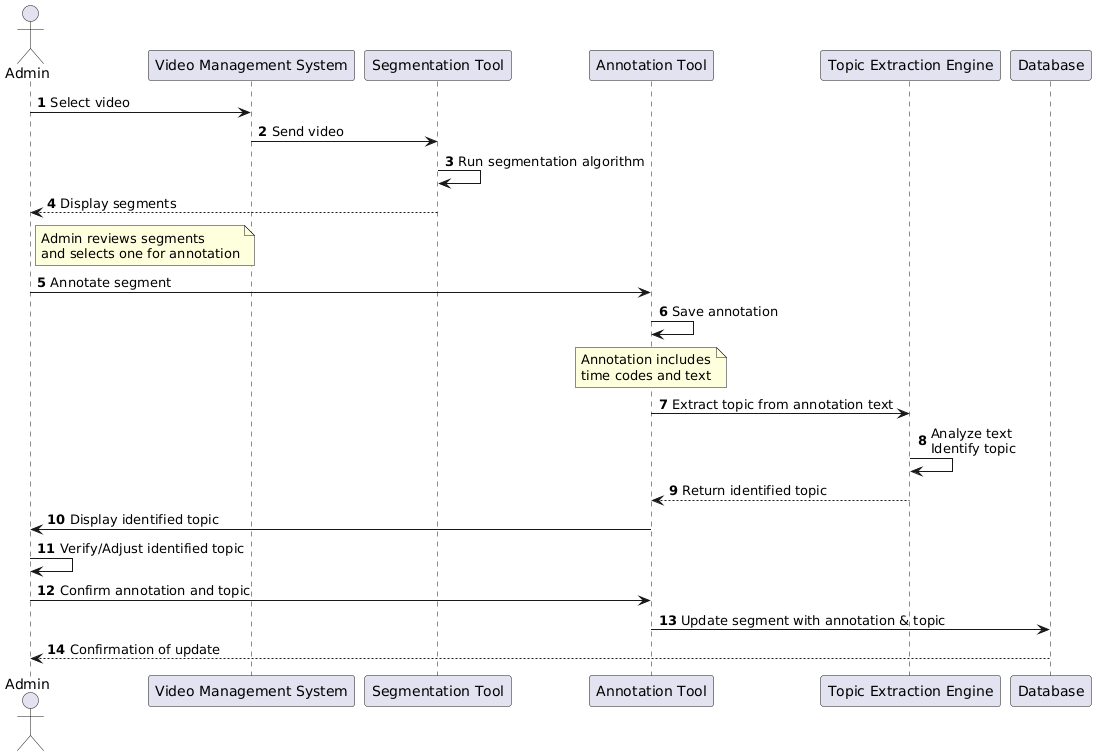 Admin
Video Management System
Segmentation Tool
Annotation Tool
Topic Extraction Engine
Database
1 Select video
2 Send video
3 Run segmentation algorithm
4 Display segments
Admin reviews segments
and selects one for annotation
5 Annotate segment
6 Save annotation
Annotation includes
time codes and text
7 Extract topic from annotation text
8 Analyze text
Identify topic
9 Return identified topic
10 Display identified topic
11 Verify/Adjust identified topic
12 Confirm annotation and topic
13 Update segment with annotation & topic
14 Confirmation of update
Admin
Video Management System
Segmentation Tool
Annotation Tool
Topic Extraction Engine
Database